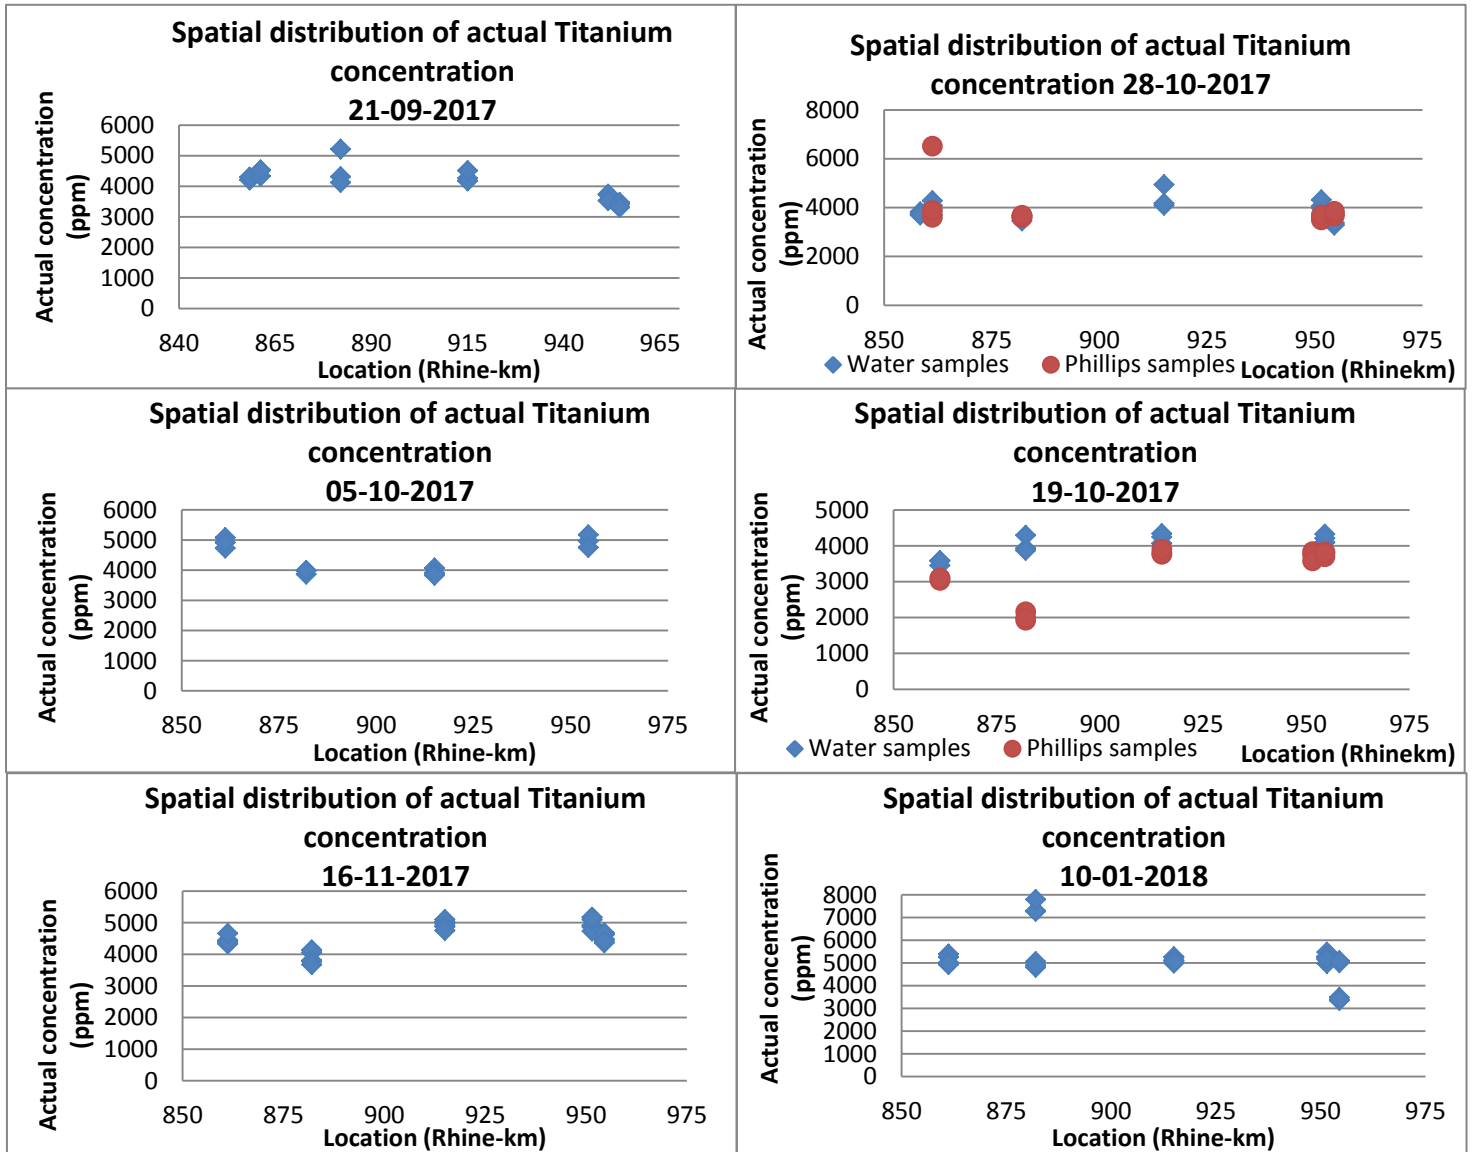 Spatial distribution of actual Titanium
concentration
21-09-2017
Actual concentration
(ppm)
6000
5000
4000
3000
2000
1000
0
840 865 890 915 940 965
Location (Rhine-km)
Spatial distribution of actual Titanium
concentration 28-10-2017
Actual concentration
(ppm)
8000
6000
4000
2000
0
850 875 900 925 950 975
Water samples Phillips samples Location (Rhinekm)
Spatial distribution of actual Titanium
concentration
05-10-2017
Actual concentration
(ppm)
6000
5000
4000
3000
2000
1000
0
850 875 900 925 950 975
Location (Rhine-km)
Spatial distribution of actual Titanium
concentration
19-10-2017
Actual concentration
(ppm)
5000
4000
3000
2000
1000
0
850 875 900 925 950 975
Water samples Phillips samples Location (Rhinekm)
Spatial distribution of actual Titanium
concentration
16-11-2017
Actual concentration
(ppm)
6000
5000
4000
3000
2000
1000
0
850 875 900 925 950 975
Location (Rhine-km)
Spatial distribution of actual Titanium
concentration
10-01-2018
Actual concentration
(ppm)
8000
7000
6000
5000
4000
3000
2000
1000
0
850 875 900 925 950 975
Location (Rhine-km)